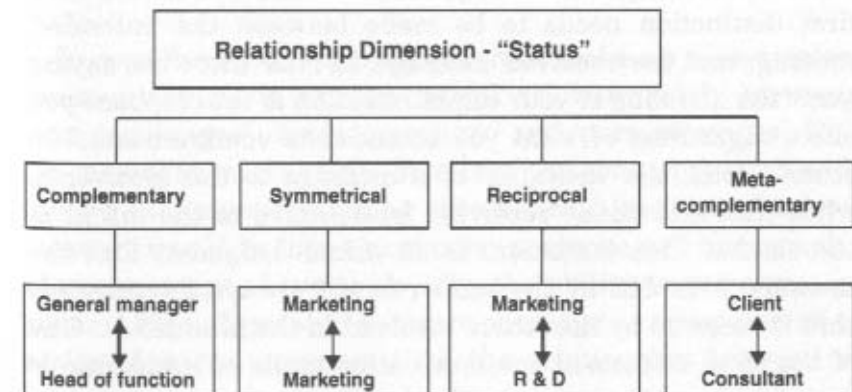 Relationship Dimension - “Status”
Complementary
Symmetrical
Reciprocal
Meta-
complementary
General manager
Head of function
Marketing
Marketing
Marketing
R & D
Client
Consultant